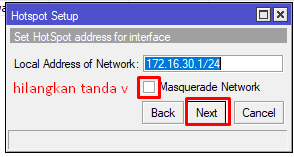 Hotspot Setup
Set HotSpot address for interface
Local Address of Network: 172.16.30.1/24
hilangkan tanda v Masquerade Network
Back Next Cancel